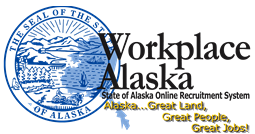 THE SEAL OF THE STATE
OF ALASKA
Workplace
Alaska
State of Alaska Online Recruitment System
Alaska...Great Land,
Great People,
Great Jobs!